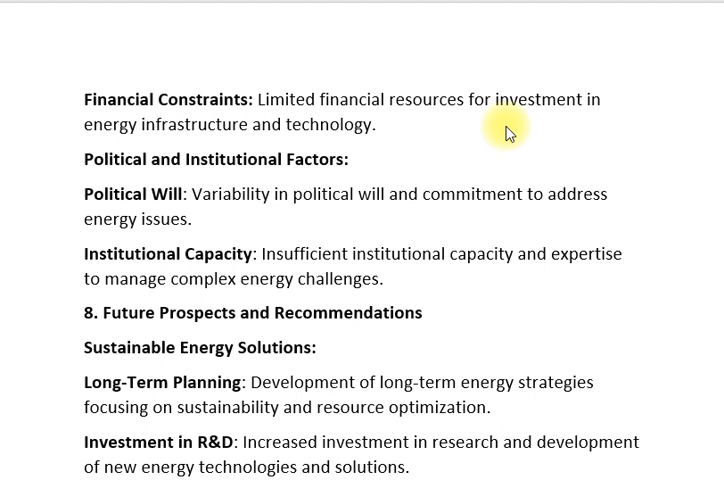 Financial Constraints: Limited financial resources for investment in
energy infrastructure and technology.
Political and Institutional Factors:
Political Will: Variability in political will and commitment to address
energy issues.
Institutional Capacity: Insufficient institutional capacity and expertise
to manage complex energy challenges.
8. Future Prospects and Recommendations
Sustainable Energy Solutions:
Long-Term Planning: Development of long-term energy strategies
focusing on sustainability and resource optimization.
Investment in R&D: Increased investment in research and development
of new energy technologies and solutions.